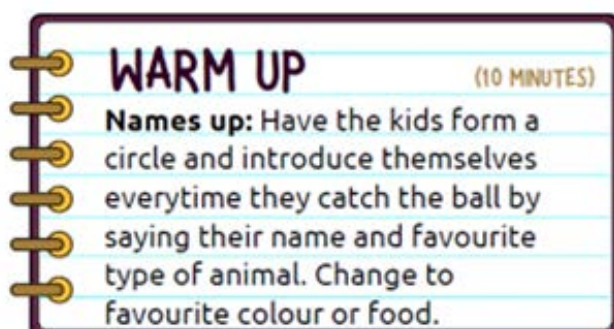 WARM UP (10 MINUTES)
Names up: Have the kids form a
circle and introduce themselves
everytime they catch the ball by
saying their name and favourite
type of animal. Change to
favourite colour or food.